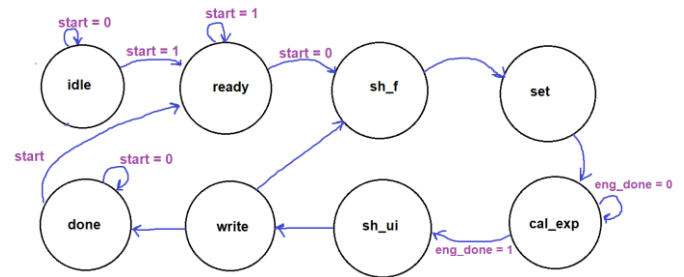 start = 0
start = 1
start = 1
start = 0
idle
ready
sh_f
set
start
start = 0
eng_done = 0
done
write
sh_ui
cal_exp
eng_done = 1